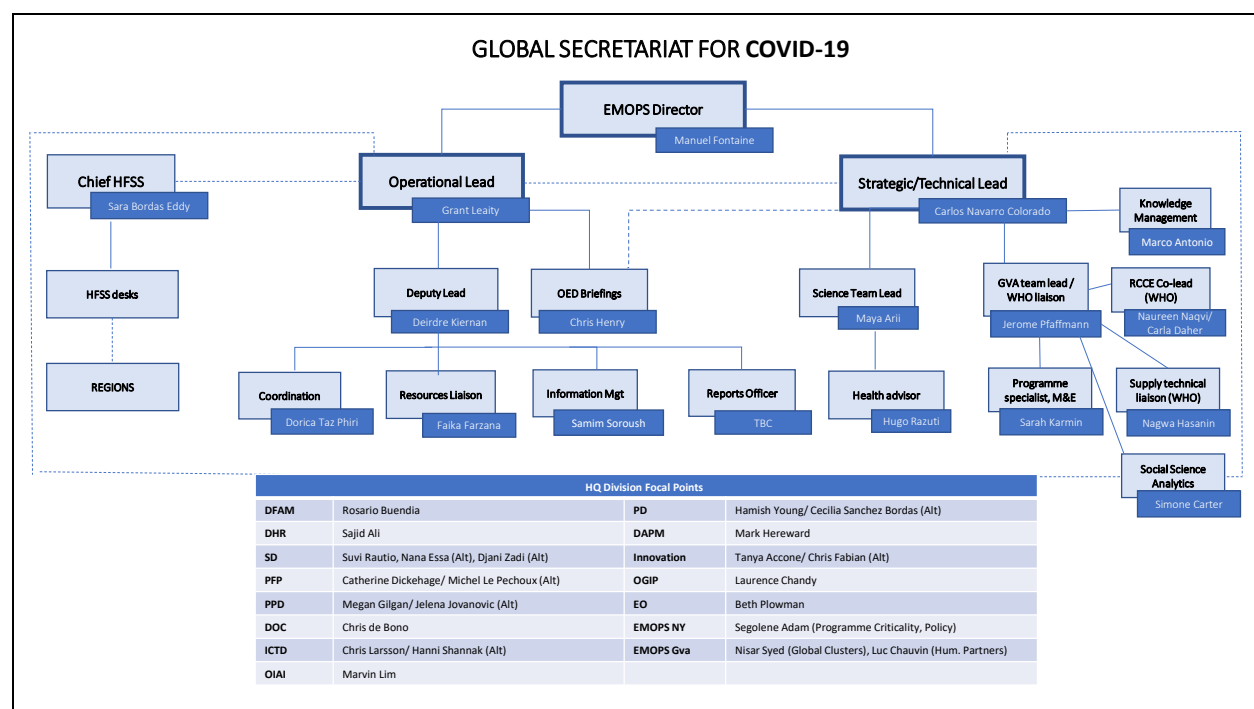 GLOBAL SECRETARIAT FOR COVID-19
EMOPS Director
Manuel Fontaine
Chief HFSS
Sara Bordas Eddy
Operational Lead
Grant Leaity
Strategic/Technical Lead
Carlos Navarro Colorado
Knowledge
Management
Marco Antonio
HFSS desks
Deputy Lead
Deirdre Kiernan
OED Briefings
Chris Henry
Science Team Lead
Maya Arii
GVA team lead /
WHO liaison
Jerome Pfaffmann
RCCE Co-lead
(WHO)
Naureen Naqvi/
Carla Daher
REGIONS
Coordination
Dorica Taz Phiri
Resources Liaison
Faika Farzana
Information Mgt
Samim Soroush
Reports Officer
TBC
Health advisor
Hugo Razuti
Programme
specialist, M&E
Sarah Karmin
Supply technical
liaison (WHO)
Nagwa Hasanin
Social Science
Analytics
Simone Carter
HQ Division Focal Points
DFAM Rosario Buendia PD Hamish Young/ Cecilia Sanchez Bordas (Alt)
DHR Sajid Ali DAPM Mark Hereward
SD Suvi Rautio, Nana Essa (Alt), Djani Zadi (Alt) Innovation Tanya Accone/ Chris Fabian (Alt)
PFP Catherine Dickehage/ Michel Le Pechoux (Alt) OGIP Laurence Chandy
PPD Megan Gilgan/ Jelena Jovanovic (Alt) EO Beth Plowman
DOC Chris de Bono EMOPS NY Segolene Adam (Programme Criticality, Policy)
ICTD Chris Larsson/ Hanni Shannak (Alt) EMOPS Gva Nisar Syed (Global Clusters), Luc Chauvin (Hum. Partners)
OIAI Marvin Lim